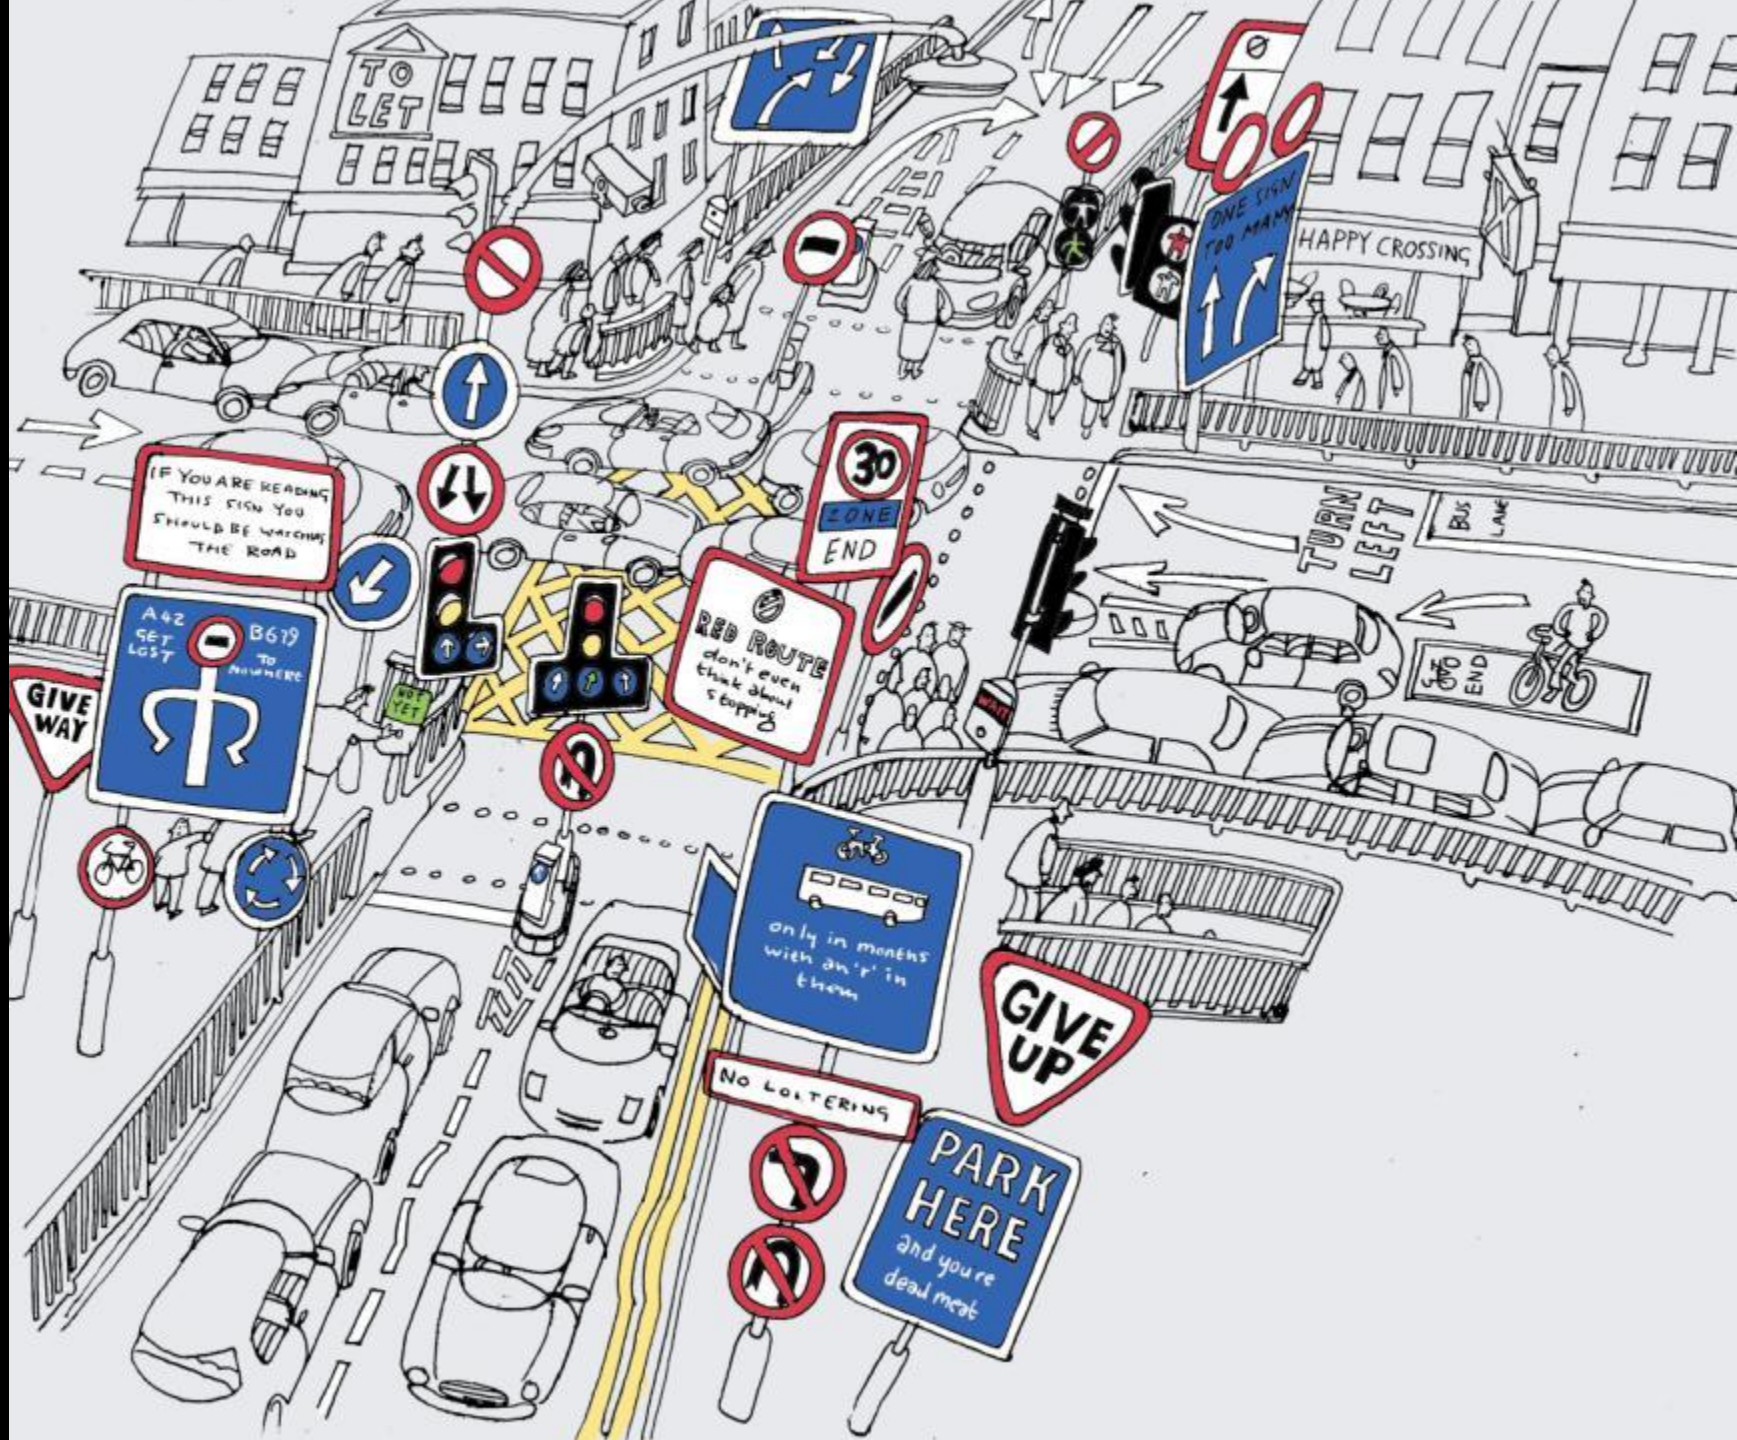 TO
LET
ONE SIGN
TOO MANY
HAPPY CROSSING
IF YOU ARE READING
THIS SIGN YOU
SHOULD BE WATCHING
THE ROAD
30
ZONE
END
TURN
LEFT
BUS
LANE
A42
GET
LOST
B679
TO
NOWHERE
GIVE
WAY
NOT
YET
RED ROUTE
don't even
think about
stopping
WAIT
END
only in months
with an 'r' in
them
GIVE
UP
NO LOITERING
PARK
HERE
and you're
dead meat